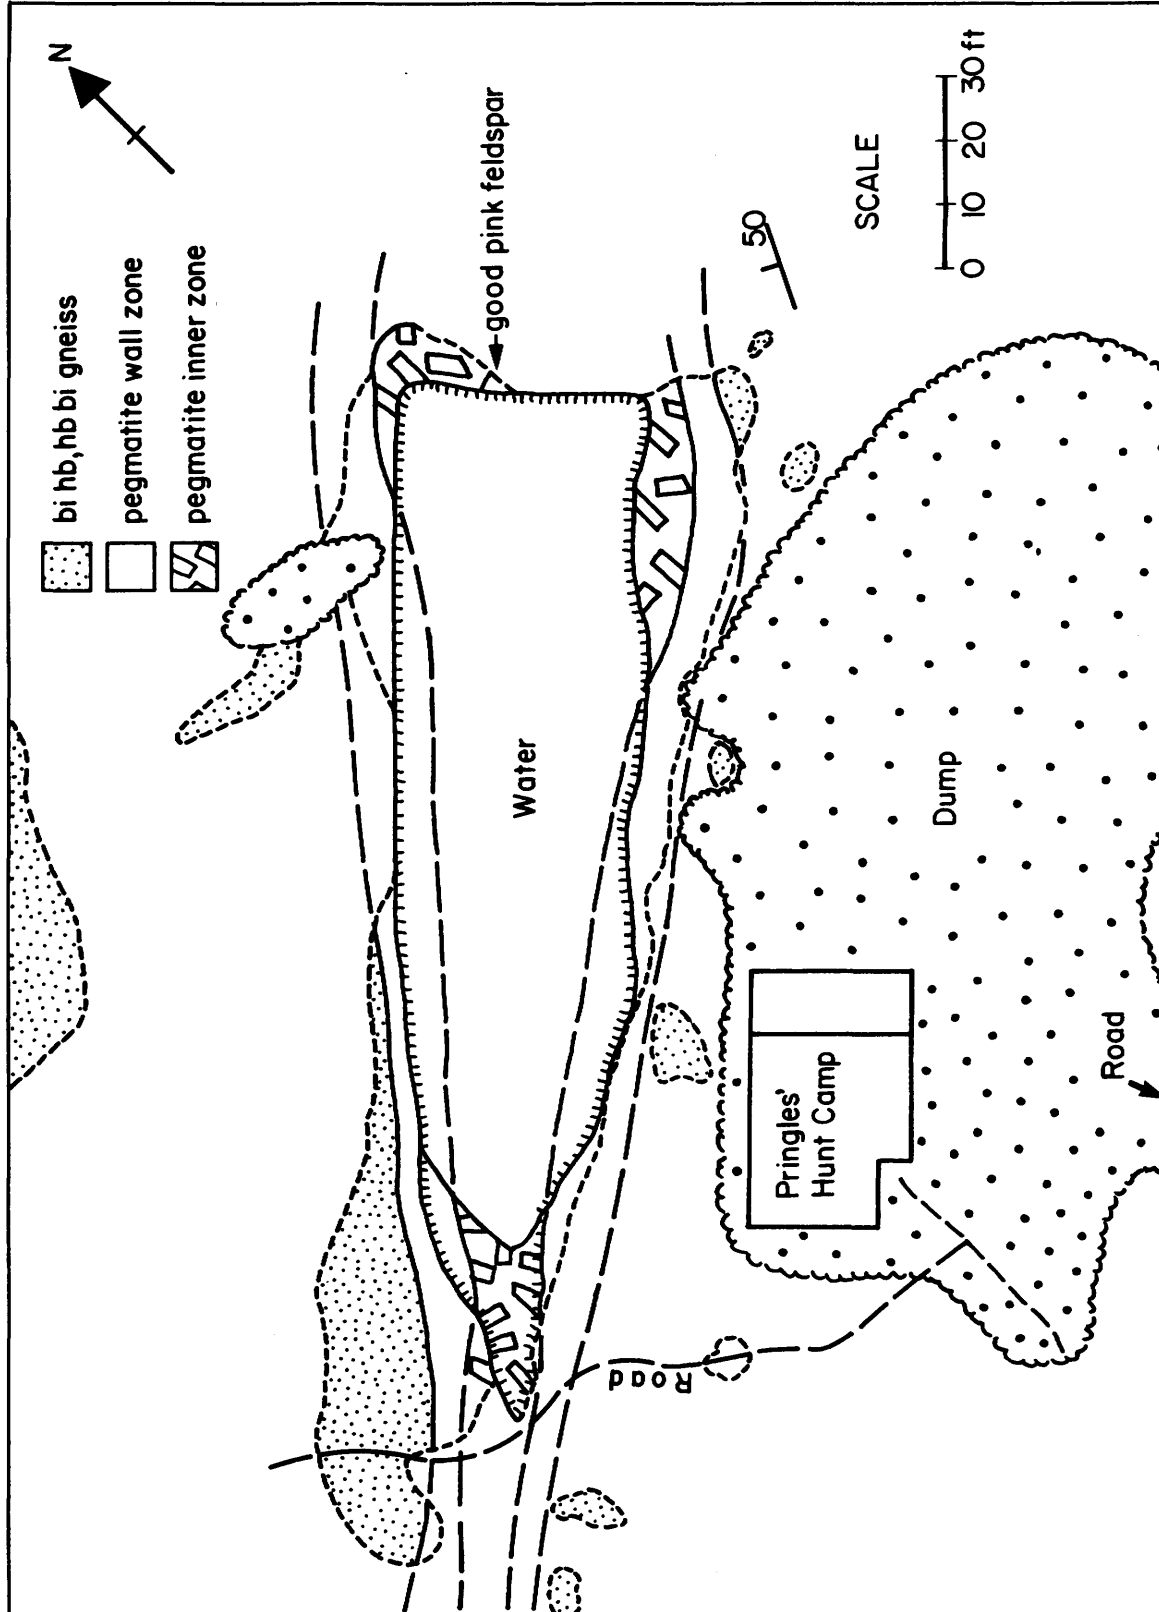 N
bi hb, hb bi gneiss
pegmatite wall zone
pegmatite inner zone
good pink feldspar
50
SCALE
0 10 20 30 ft
Water
Dump
Pringles'
Hunt Camp
Road
Road